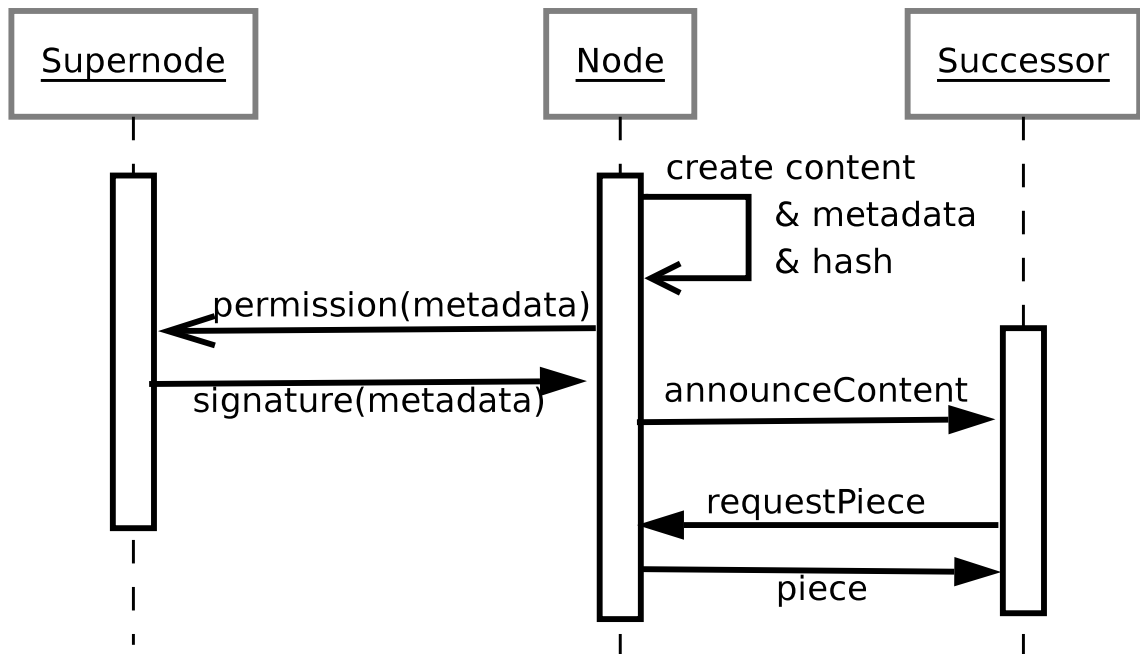 Supernode
Node
Successor
create content
& metadata
& hash
permission(metadata)
signature(metadata)
announceContent
requestPiece
piece